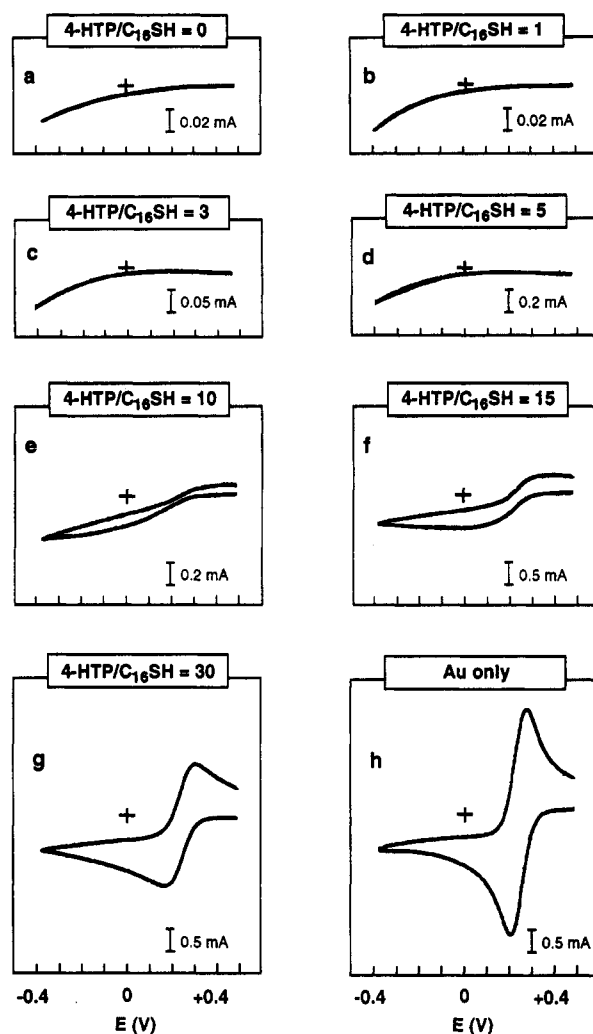 4-HTP/C₁₆SH = 0
a
0.02 mA
4-HTP/C₁₆SH = 1
b
0.02 mA
4-HTP/C₁₆SH = 3
c
0.05 mA
4-HTP/C₁₆SH = 5
d
0.2 mA
4-HTP/C₁₆SH = 10
e
0.2 mA
4-HTP/C₁₆SH = 15
f
0.5 mA
4-HTP/C₁₆SH = 30
g
0.5 mA
Au only
h
0.5 mA
-0.4 0 +0.4
E (V)
-0.4 0 +0.4
E (V)